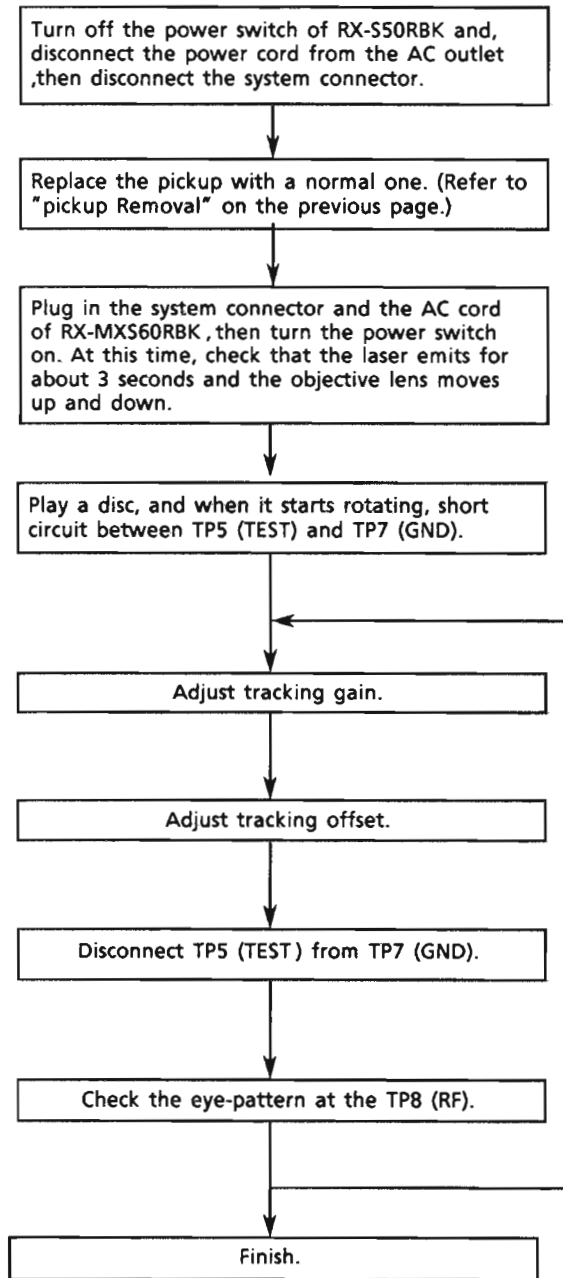 Turn off the power switch of RX-S50RBK and,
disconnect the power cord from the AC outlet
,then disconnect the system connector.
Replace the pickup with a normal one. (Refer to
"pickup Removal" on the previous page.)
Plug in the system connector and the AC cord
of RX-MXS60RBK ,then turn the power switch
on. At this time, check that the laser emits for
about 3 seconds and the objective lens moves
up and down.
Play a disc, and when it starts rotating, short
circuit between TP5 (TEST) and TP7 (GND).
Adjust tracking gain.
Adjust tracking offset.
Disconnect TP5 (TEST) from TP7 (GND).
Check the eye-pattern at the TP8 (RF).
Finish.